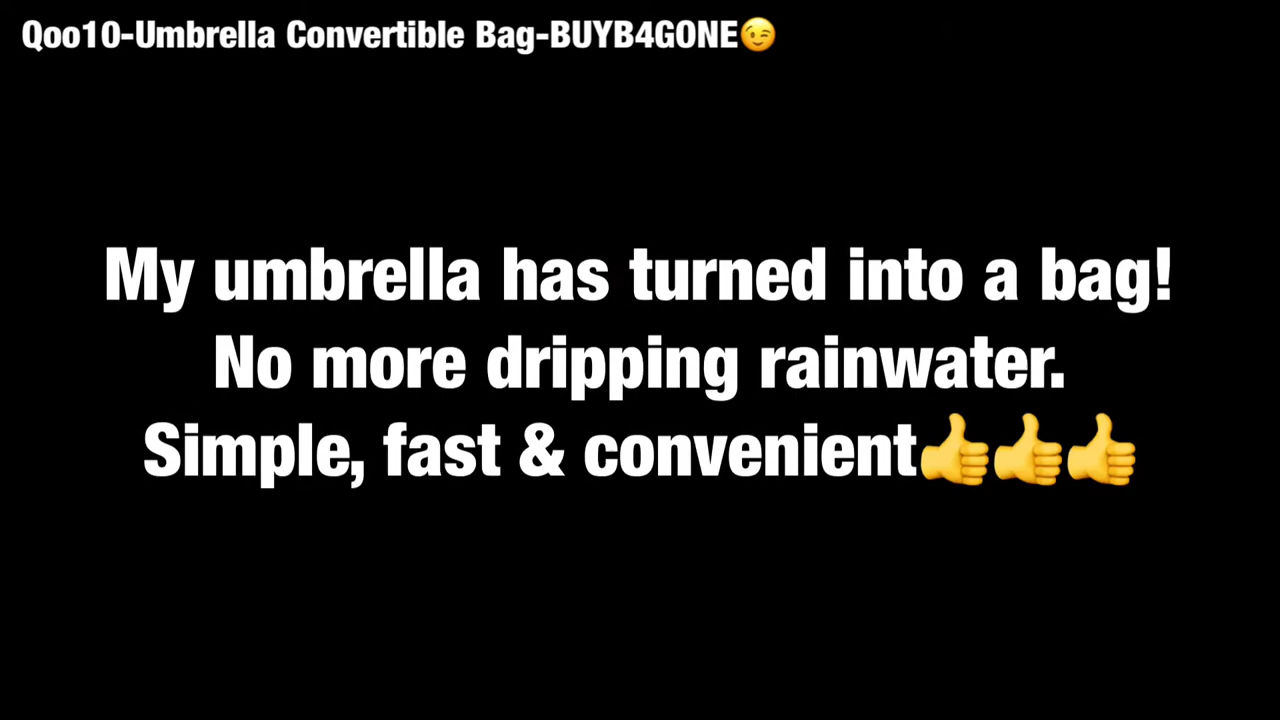 Qoo10-Umbrella Convertible Bag-BUYB4GONE😉
My umbrella has turned into a bag!
No more dripping rainwater.
Simple, fast & convenient👍👍👍